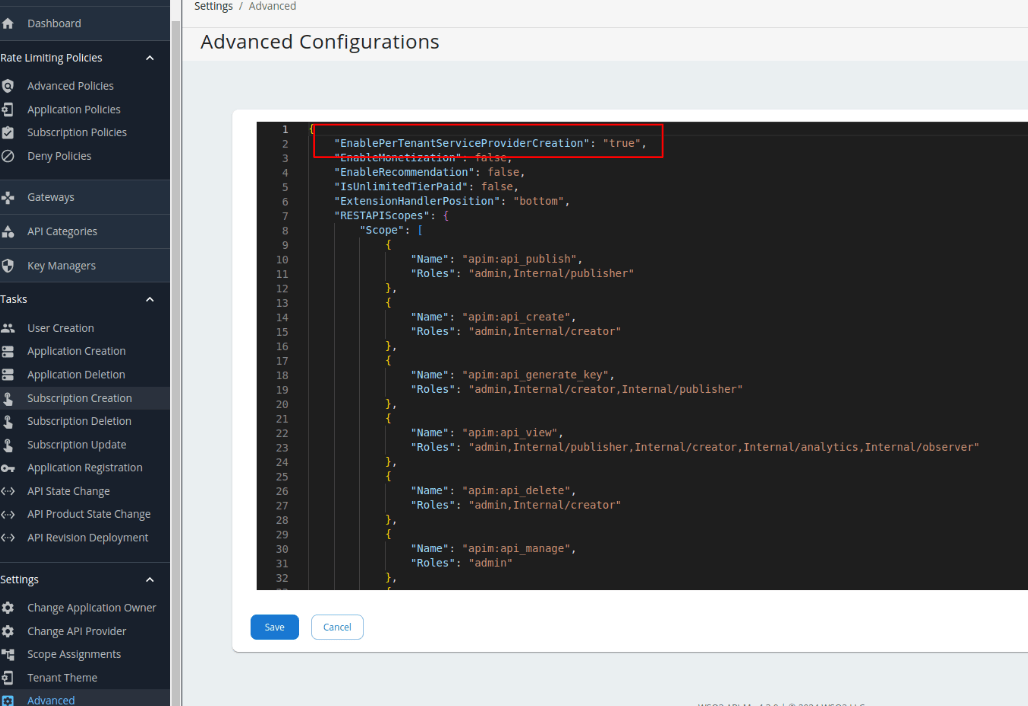 Settings / Advanced
Advanced Configurations
Dashboard
Rate Limiting Policies
Advanced Policies
Application Policies
Subscription Policies
Deny Policies
Gateways
API Categories
Key Managers
Tasks
User Creation
Application Creation
Application Deletion
Subscription Creation
Subscription Deletion
Subscription Update
Application Registration
API State Change
API Product State Change
API Revision Deployment
Settings
Change Application Owner
Change API Provider
Scope Assignments
Tenant Theme
Advanced
1 {
2 "EnablePerTenantServiceProviderCreation": "true",
3 "EnableMonetization": false,
4 "EnableRecommendation": false,
5 "IsUnlimitedTierPaid": false,
6 "ExtensionHandlerPosition": "bottom",
7 "RESTAPIScopes": {
8 "Scope": [
9 {
10 "Name": "apim:api_publish",
11 "Roles": "admin,Internal/publisher"
12 },
13 {
14 "Name": "apim:api_create",
15 "Roles": "admin,Internal/creator"
16 },
17 {
18 "Name": "apim:api_generate_key",
19 "Roles": "admin,Internal/creator,Internal/publisher"
20 },
21 {
22 "Name": "apim:api_view",
23 "Roles": "admin,Internal/publisher,Internal/creator,Internal/analytics,Internal/observer"
24 },
25 {
26 "Name": "apim:api_delete",
27 "Roles": "admin,Internal/creator"
28 },
29 {
30 "Name": "apim:api_manage",
31 "Roles": "admin"
32 },
Save
Cancel